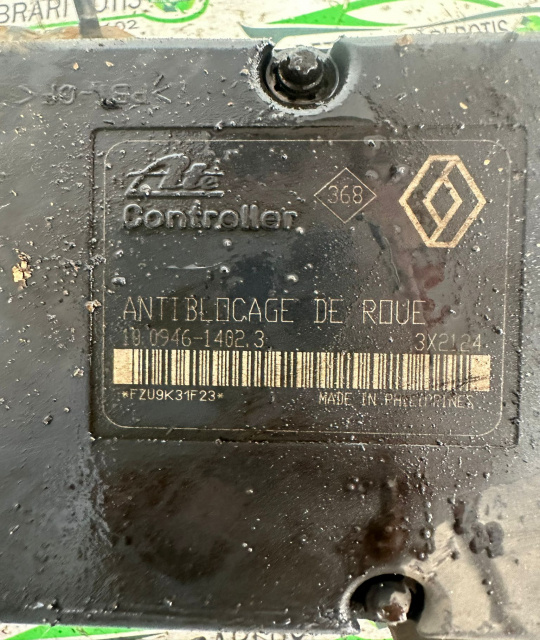 Ate
368
Controller
ANTIBLOCAGE DE ROUE
10.0946-1402.3 3X2124
*FZU9K31F23*
MADE IN PHILIPPINES